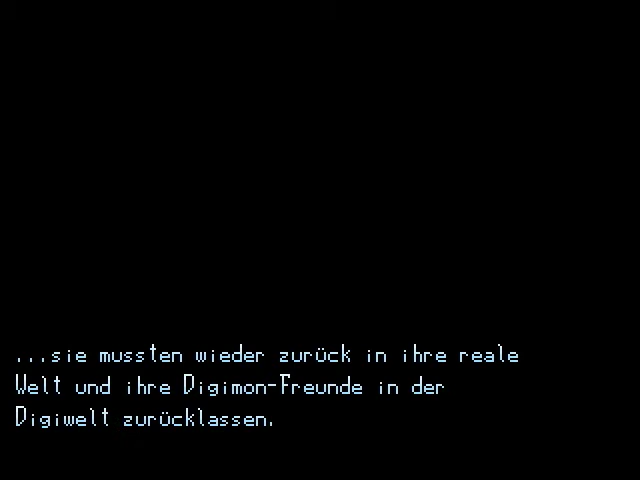 ...sie mussten wieder zurück in ihre reale
Welt und ihre Digimon-Freunde in der
Digiwelt zurücklassen.